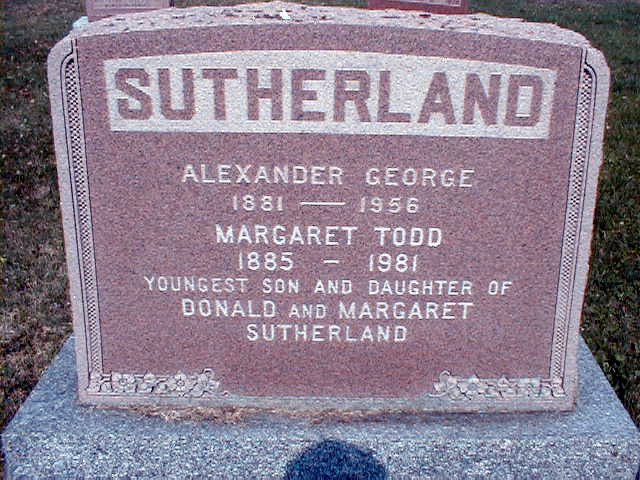 SUTHERLAND
ALEXANDER GEORGE
1881 — 1956
MARGARET TODD
1885 – 1981
YOUNGEST SON AND DAUGHTER OF
DONALD AND MARGARET
SUTHERLAND